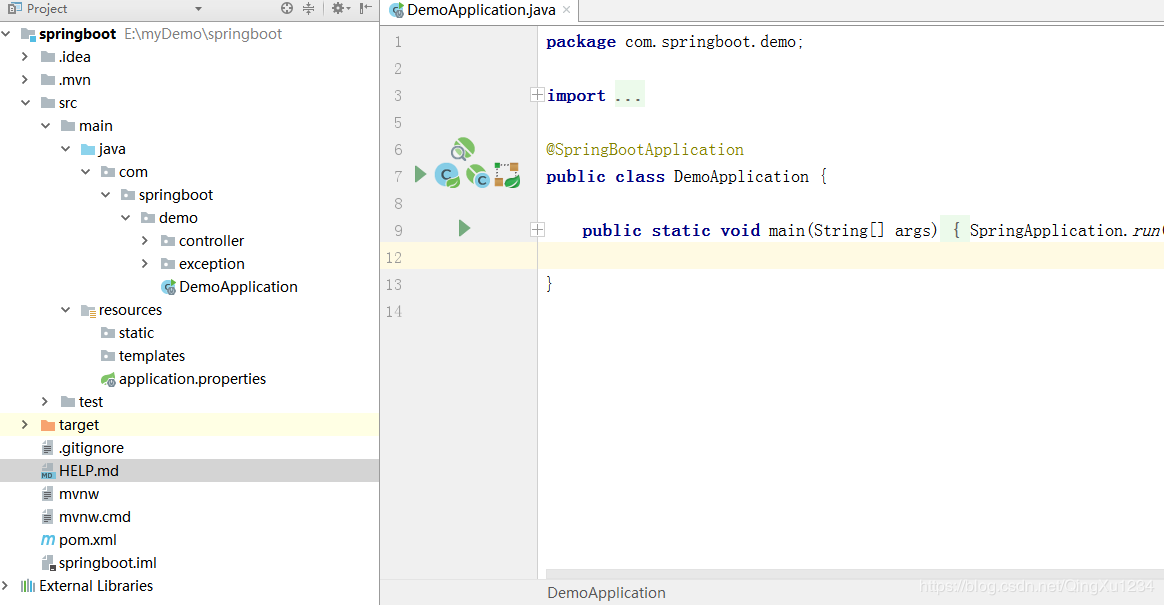 Project
springboot E:\myDemo\springboot
.idea
.mvn
src
main
java
com
springboot
demo
controller
exception
DemoApplication
resources
static
templates
application.properties
test
target
.gitignore
HELP.md
mvnw
mvnw.cmd
pom.xml
springboot.iml
External Libraries
DemoApplication.java
1 package com.springboot.demo;
2
3 import ...
5
6 @SpringBootApplication
7 public class DemoApplication {
8
9 public static void main(String[] args) { SpringApplication.run(
12
13 }
14
DemoApplication
https://blog.csdn.net/QingXu1234